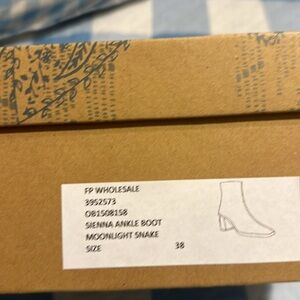 FP WHOLESALE
3952573
OB1508158
SIENNA ANKLE BOOT
MOONLIGHT SNAKE
SIZE 38